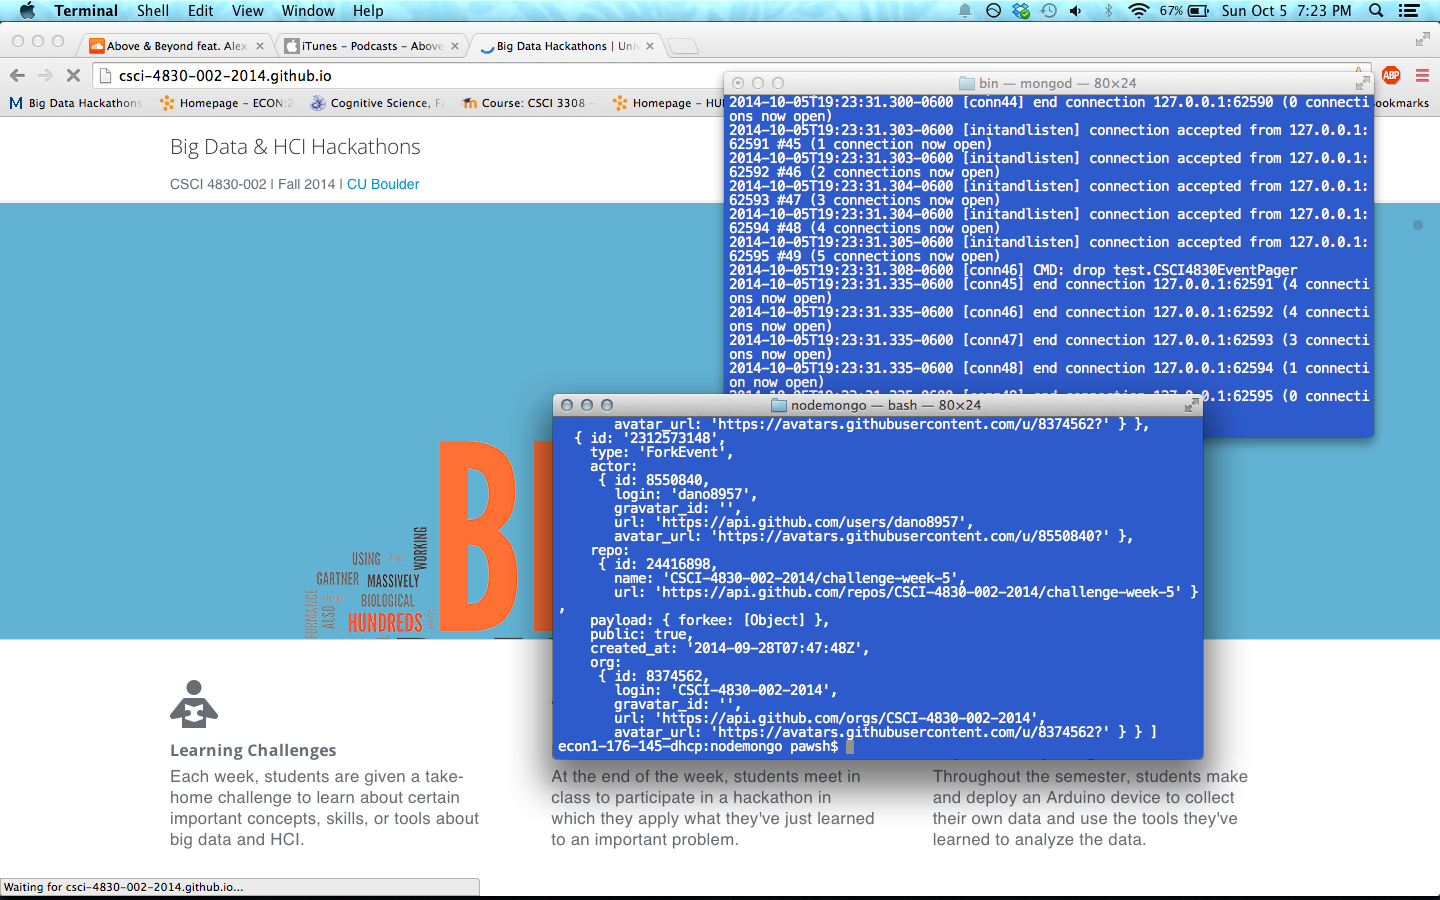 Terminal Shell Edit View Window Help 67% Sun Oct 5 7:23 PM
Above & Beyond feat. Alex iTunes – Podcasts – Above Big Data Hackathons | Univ
csci-4830-002-2014.github.io ABP
M Big Data Hackathons Homepage – ECON:2 Cognitive Science, Fa Course: CSCI 3308 – Homepage – HU ookmarks
Big Data & HCI Hackathons
CSCI 4830-002 | Fall 2014 | CU Boulder
bin — mongod — 80×24
2014-10-05T19:23:31.300-0600 [conn44] end connection 127.0.0.1:62590 (0 connecti
ons now open)
2014-10-05T19:23:31.303-0600 [initandlisten] connection accepted from 127.0.0.1:
62591 #45 (1 connection now open)
2014-10-05T19:23:31.303-0600 [initandlisten] connection accepted from 127.0.0.1:
62592 #46 (2 connections now open)
2014-10-05T19:23:31.304-0600 [initandlisten] connection accepted from 127.0.0.1:
62593 #47 (3 connections now open)
2014-10-05T19:23:31.304-0600 [initandlisten] connection accepted from 127.0.0.1:
62594 #48 (4 connections now open)
2014-10-05T19:23:31.305-0600 [initandlisten] connection accepted from 127.0.0.1:
62595 #49 (5 connections now open)
2014-10-05T19:23:31.308-0600 [conn46] CMD: drop test.CSCI4830EventPager
2014-10-05T19:23:31.335-0600 [conn45] end connection 127.0.0.1:62591 (4 connecti
ons now open)
2014-10-05T19:23:31.335-0600 [conn46] end connection 127.0.0.1:62592 (4 connecti
ons now open)
2014-10-05T19:23:31.335-0600 [conn47] end connection 127.0.0.1:62593 (3 connecti
ons now open)
2014-10-05T19:23:31.335-0600 [conn48] end connection 127.0.0.1:62594 (1 connecti
on now open)
2014-10-05T19:23:31.335-0600 [conn49] end connection 127.0.0.1:62595 (0 connecti
nodemongo — bash — 80×24
avatar_url: 'https://avatars.githubusercontent.com/u/8374562?' } },
{ id: '2312573148',
type: 'ForkEvent',
actor:
{ id: 8550840,
login: 'dano8957',
gravatar_id: '',
url: 'https://api.github.com/users/dano8957',
avatar_url: 'https://avatars.githubusercontent.com/u/8550840?' },
repo:
{ id: 24416898,
name: 'CSCI-4830-002-2014/challenge-week-5',
url: 'https://api.github.com/repos/CSCI-4830-002-2014/challenge-week-5' }
,
payload: { forkee: [Object] },
public: true,
created_at: '2014-09-28T07:47:48Z',
org:
{ id: 8374562,
login: 'CSCI-4830-002-2014',
gravatar_id: '',
url: 'https://api.github.com/orgs/CSCI-4830-002-2014',
avatar_url: 'https://avatars.githubusercontent.com/u/8374562?' } } ]
econ1-176-145-dhcp:nodemongo pawsh$
B
WORKING
USING
GARTNER MASSIVELY
BIOLOGICAL
ALSO
HUNDREDS
Learning Challenges
Each week, students are given a take-
home challenge to learn about certain
important concepts, skills, or tools about
big data and HCI.
At the end of the week, students meet in
class to participate in a hackathon in
which they apply what they've just learned
to an important problem.
Throughout the semester, students make
and deploy an Arduino device to collect
their own data and use the tools they've
learned to analyze the data.
Waiting for csci-4830-002-2014.github.io...